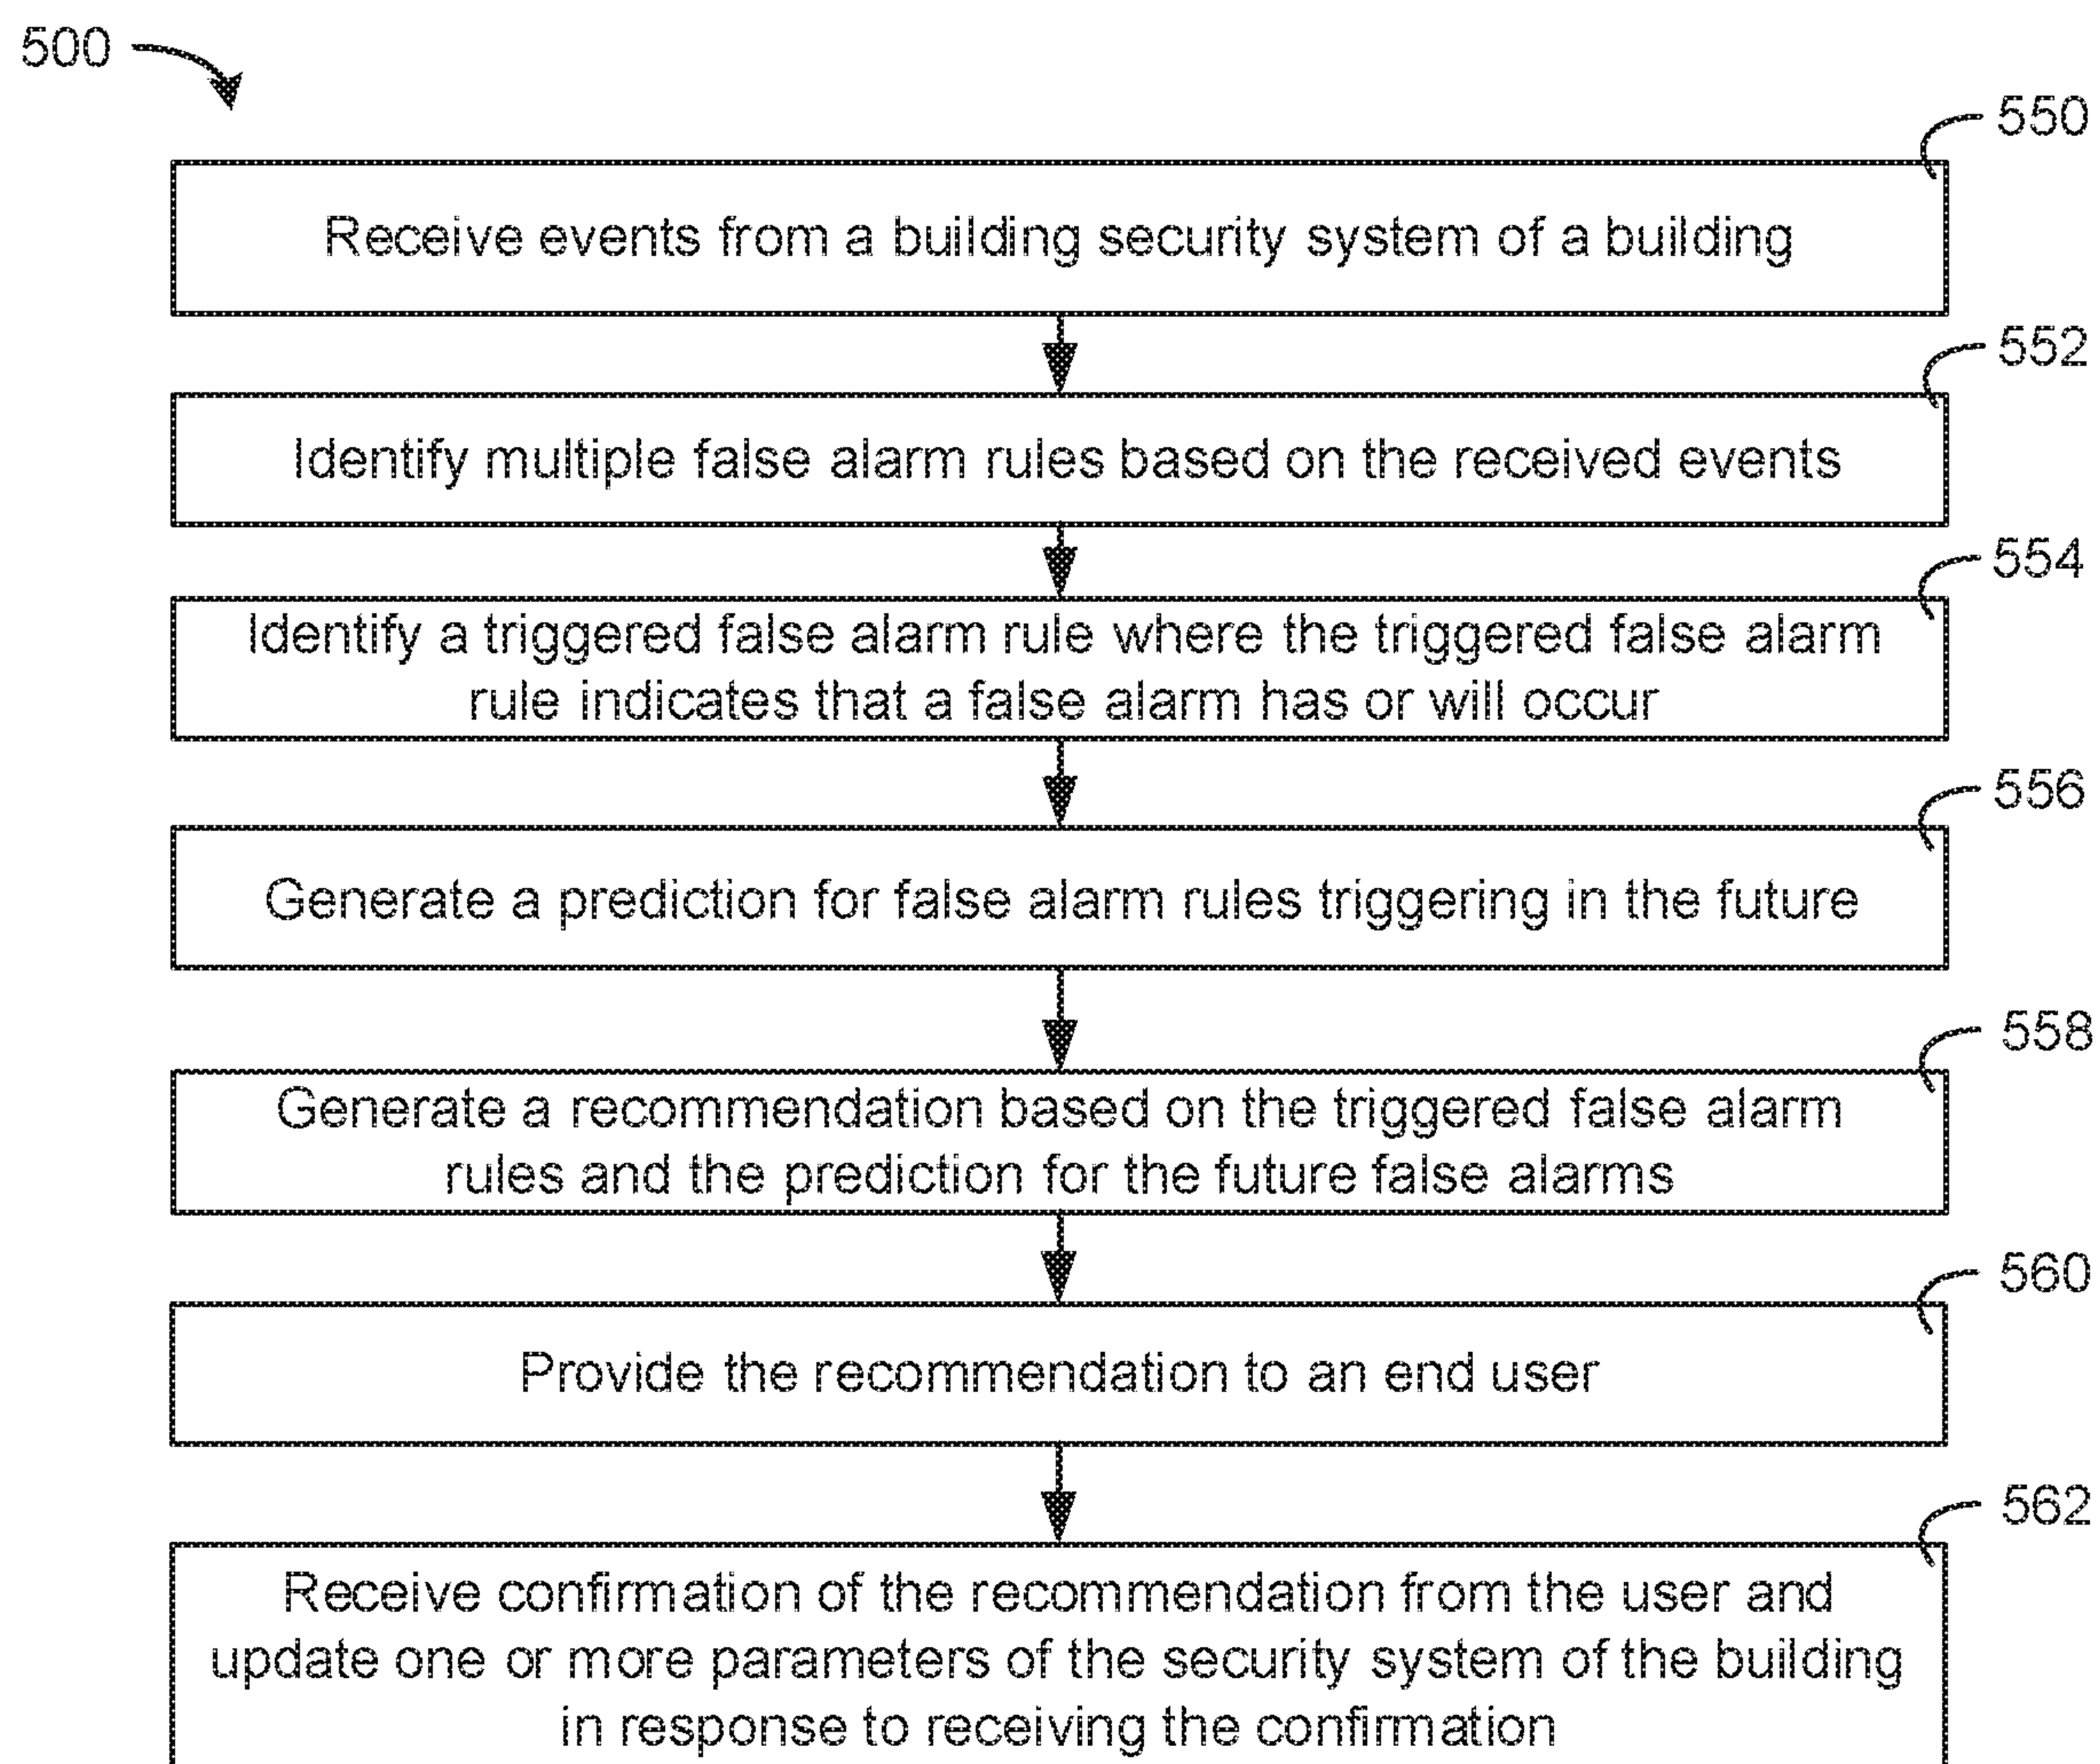 500
550
Receive events from a building security system of a building
552
Identify multiple false alarm rules based on the received events
554
Identify a triggered false alarm rule where the triggered false alarm
rule indicates that a false alarm has or will occur
556
Generate a prediction for false alarm rules triggering in the future
558
Generate a recommendation based on the triggered false alarm
rules and the prediction for the future false alarms
560
Provide the recommendation to an end user
562
Receive confirmation of the recommendation from the user and
update one or more parameters of the security system of the building
in response to receiving the confirmation